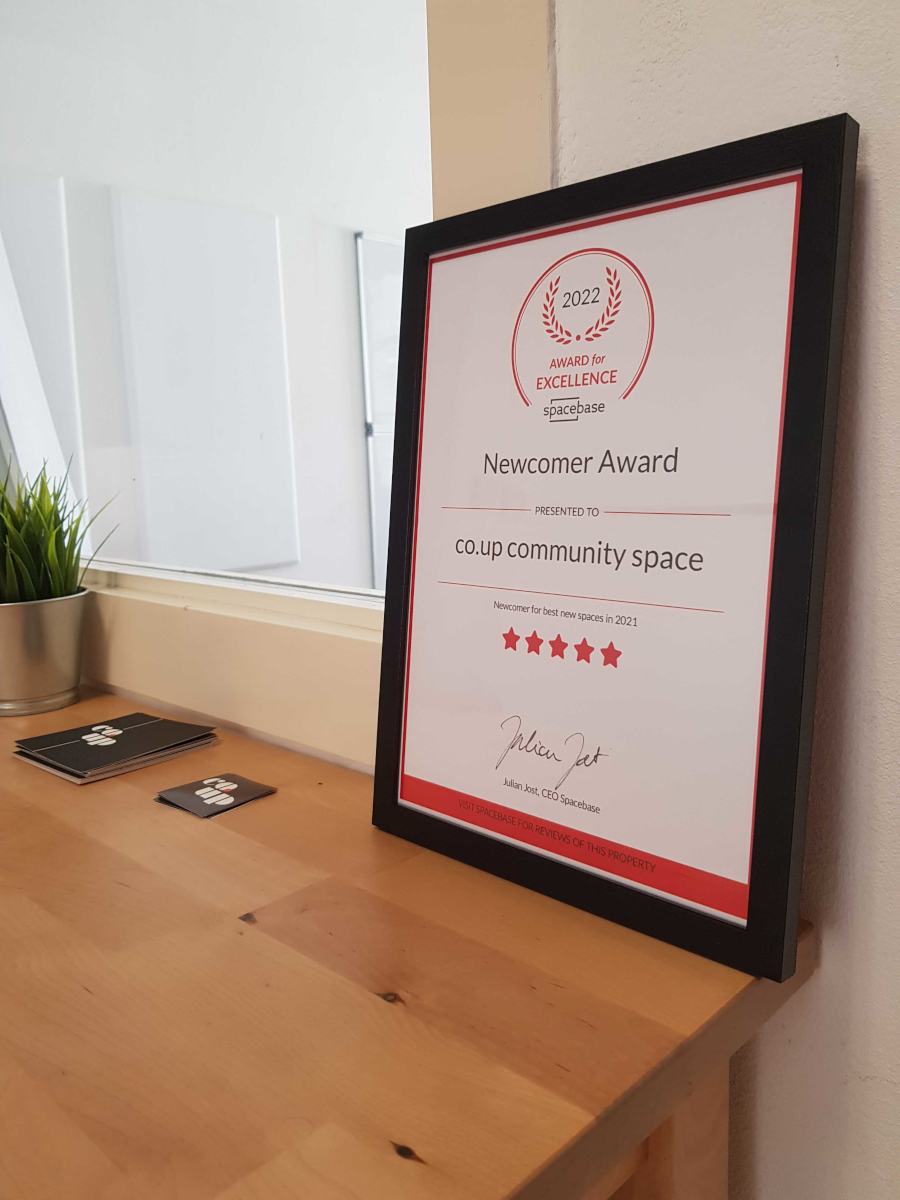 2022
AWARD for
EXCELLENCE
spacebase
Newcomer Award
PRESENTED TO
co.up community space
Newcomer for best new spaces in 2021
Julian Jost
Julian Jost, CEO Spacebase
VISIT SPACEBASE FOR REVIEWS OF THIS PROPERTY
co
up
co
up